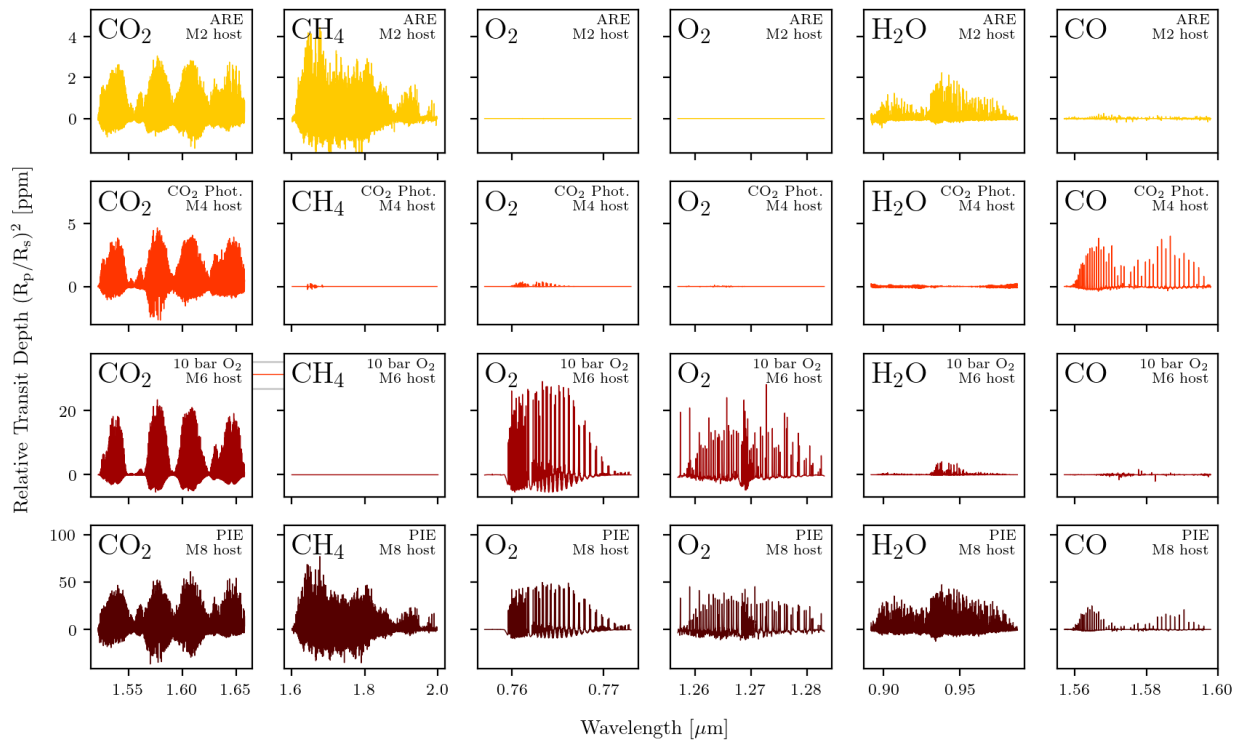 CO₂ ARE
M2 host
CH₄ ARE
M2 host
O₂ ARE
M2 host
O₂ ARE
M2 host
H₂O ARE
M2 host
CO ARE
M2 host
4
2
0
CO₂ CO₂ Phot.
M4 host
CH₄ CO₂ Phot.
M4 host
O₂ CO₂ Phot.
M4 host
O₂ CO₂ Phot.
M4 host
H₂O CO₂ Phot.
M4 host
CO CO₂ Phot.
M4 host
5
0
Relative Transit Depth (Rₚ/Rₛ)² [ppm]
CO₂ 10 bar O₂
M6 host
CH₄ 10 bar O₂
M6 host
O₂ 10 bar O₂
M6 host
O₂ 10 bar O₂
M6 host
H₂O 10 bar O₂
M6 host
CO 10 bar O₂
M6 host
20
0
CO₂ PIE
M8 host
CH₄ PIE
M8 host
O₂ PIE
M8 host
O₂ PIE
M8 host
H₂O PIE
M8 host
CO PIE
M8 host
100
50
0
1.55 1.60 1.65
1.6 1.8 2.0
0.76 0.77
1.26 1.27 1.28
0.90 0.95
1.56 1.58 1.60
Wavelength [μm]